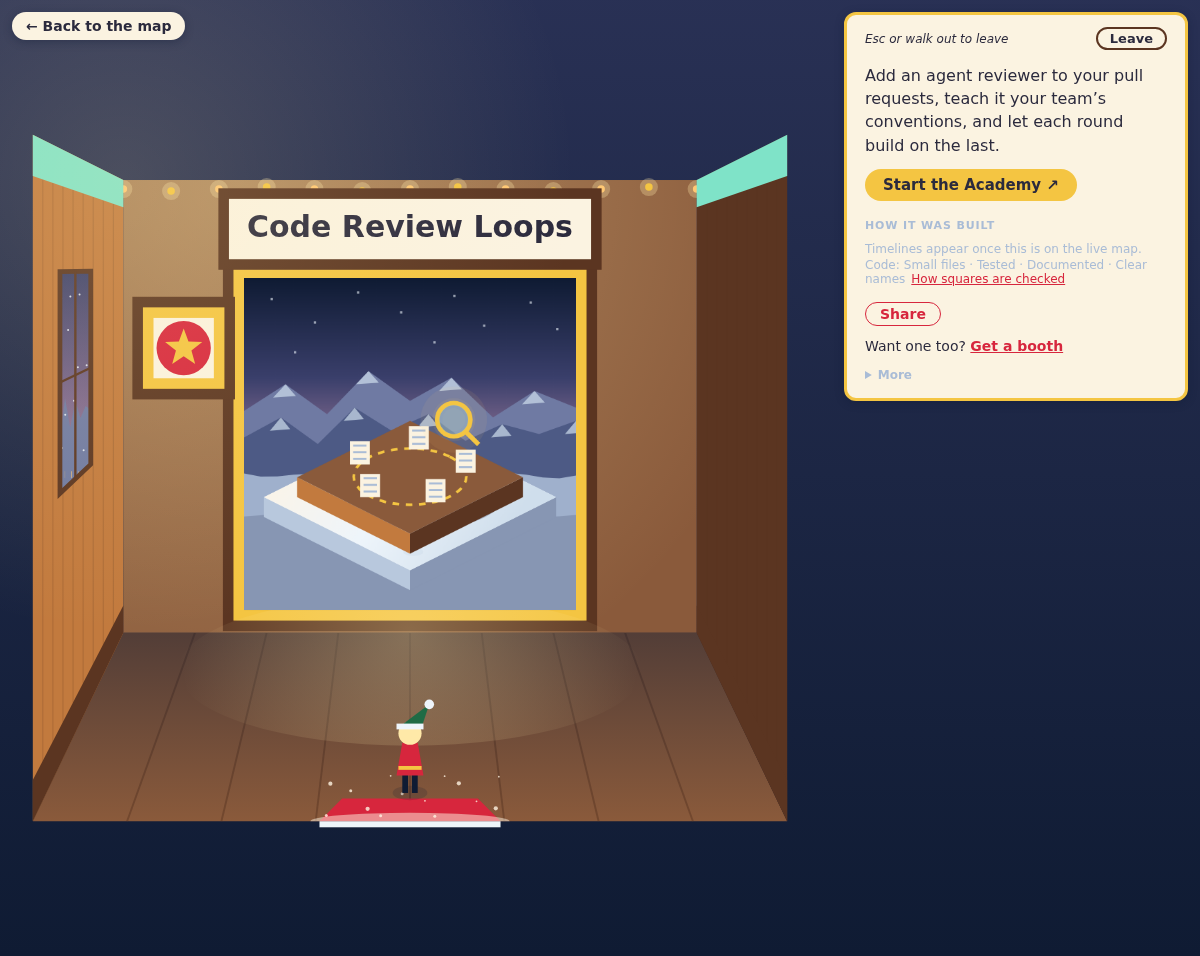 ← Back to the map
Code Review Loops
Esc or walk out to leave
Leave
Add an agent reviewer to your pull
requests, teach it your team’s
conventions, and let each round
build on the last.
Start the Academy ↗
HOW IT WAS BUILT
Timelines appear once this is on the live map.
Code: Small files · Tested · Documented · Clear
names How squares are checked
Share
Want one too? Get a booth
More